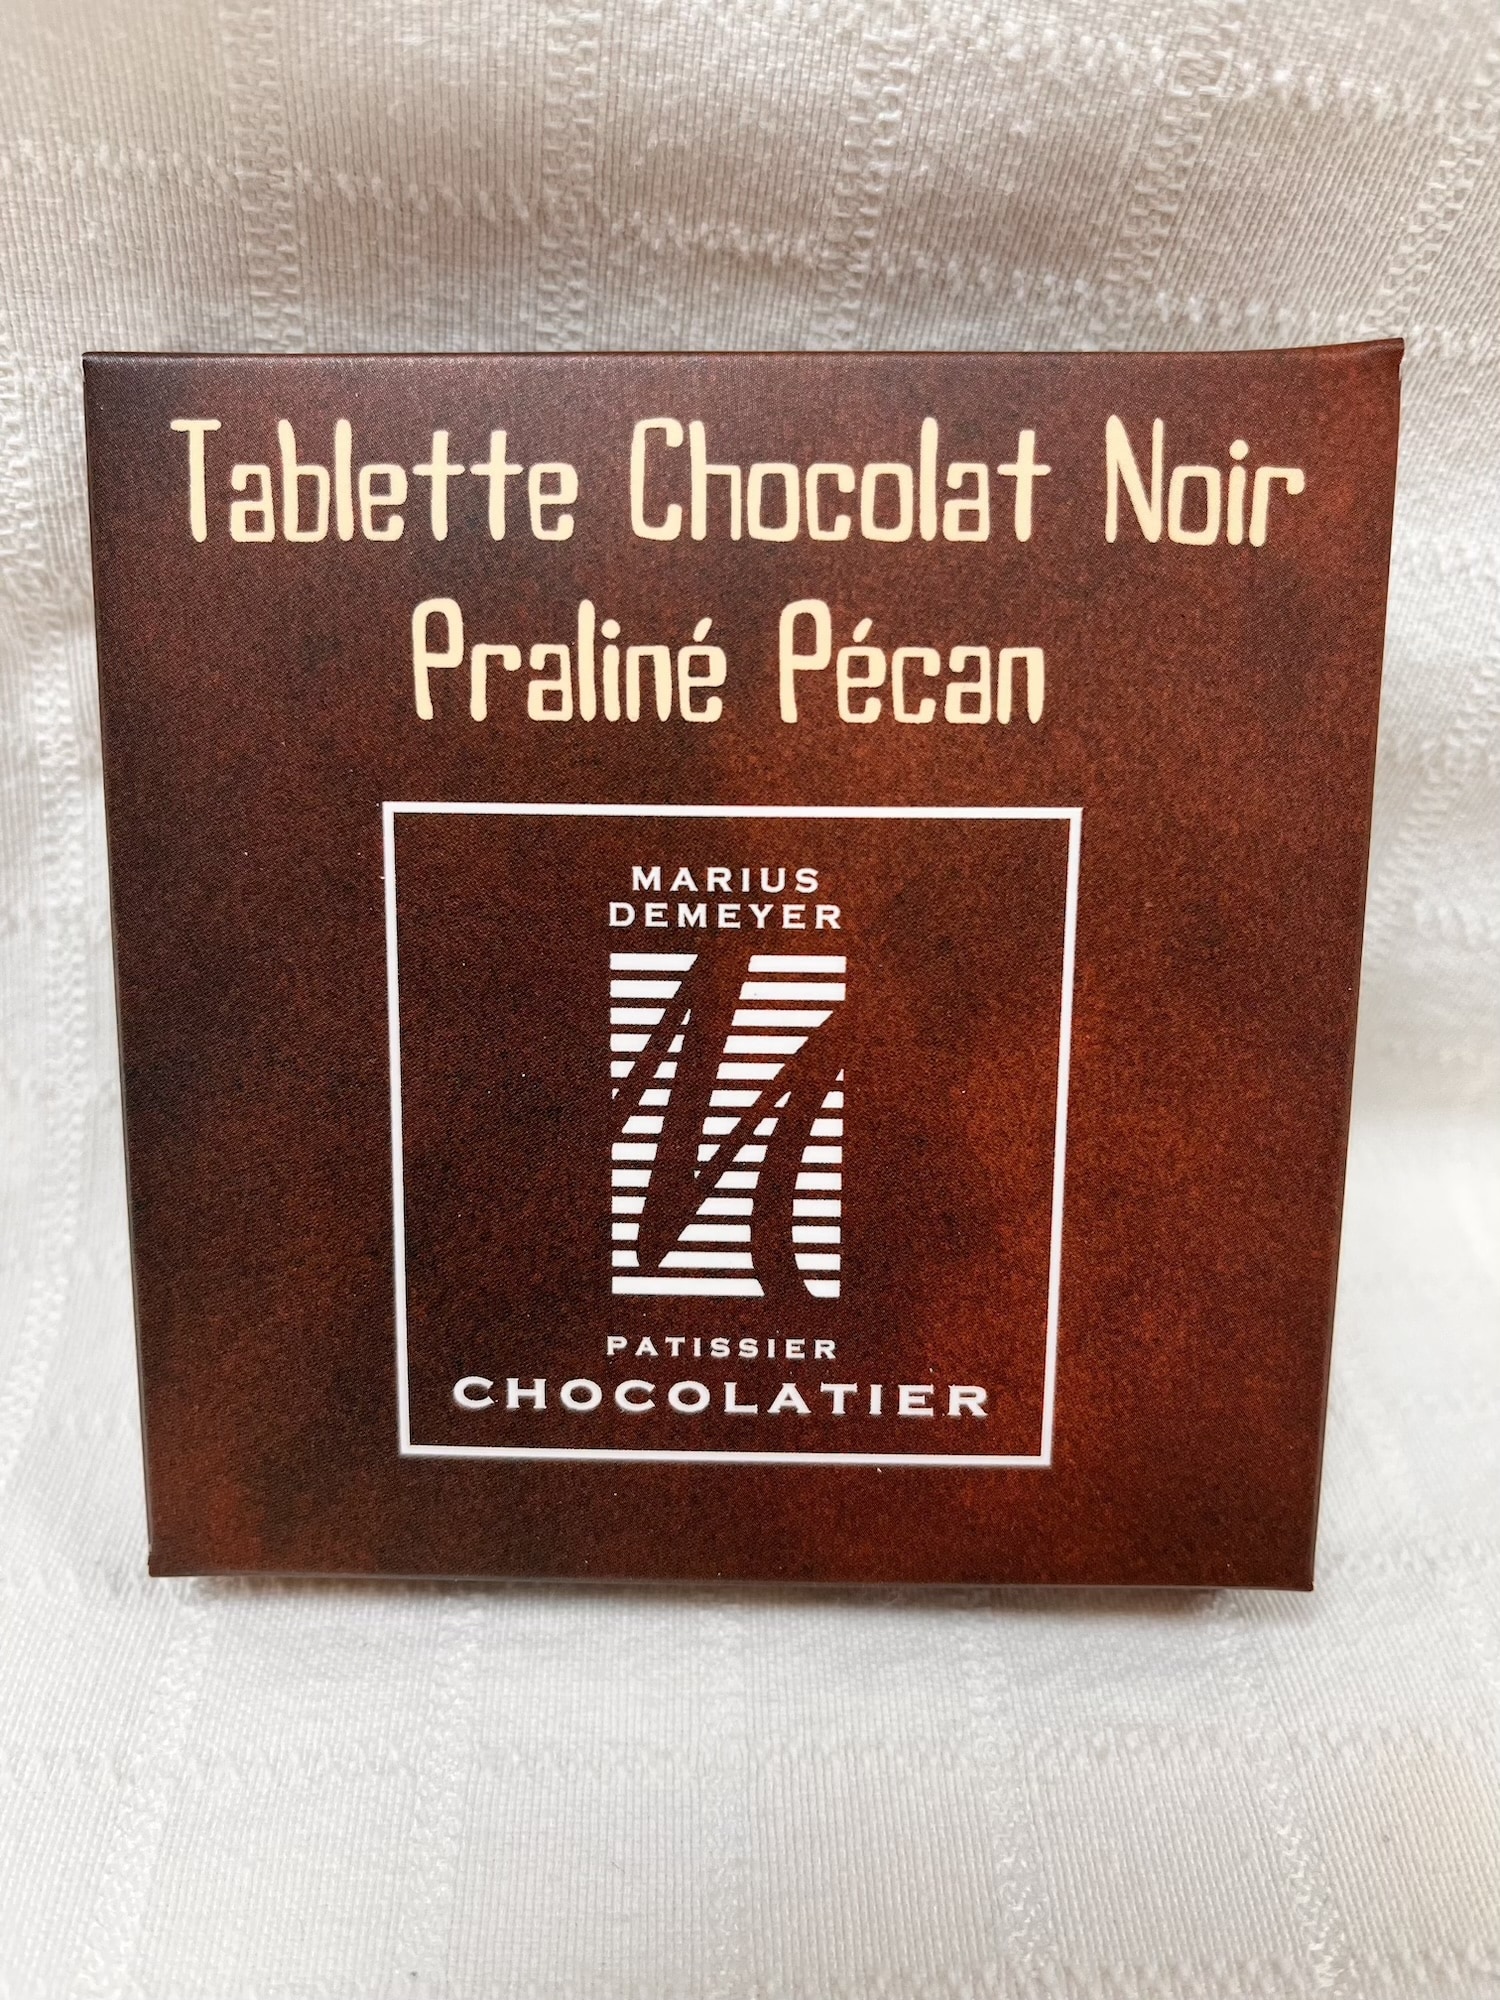 Tablette Chocolat Noir
Praliné Pécan
MARIUS
DEMEYER
PATISSIER
CHOCOLATIER